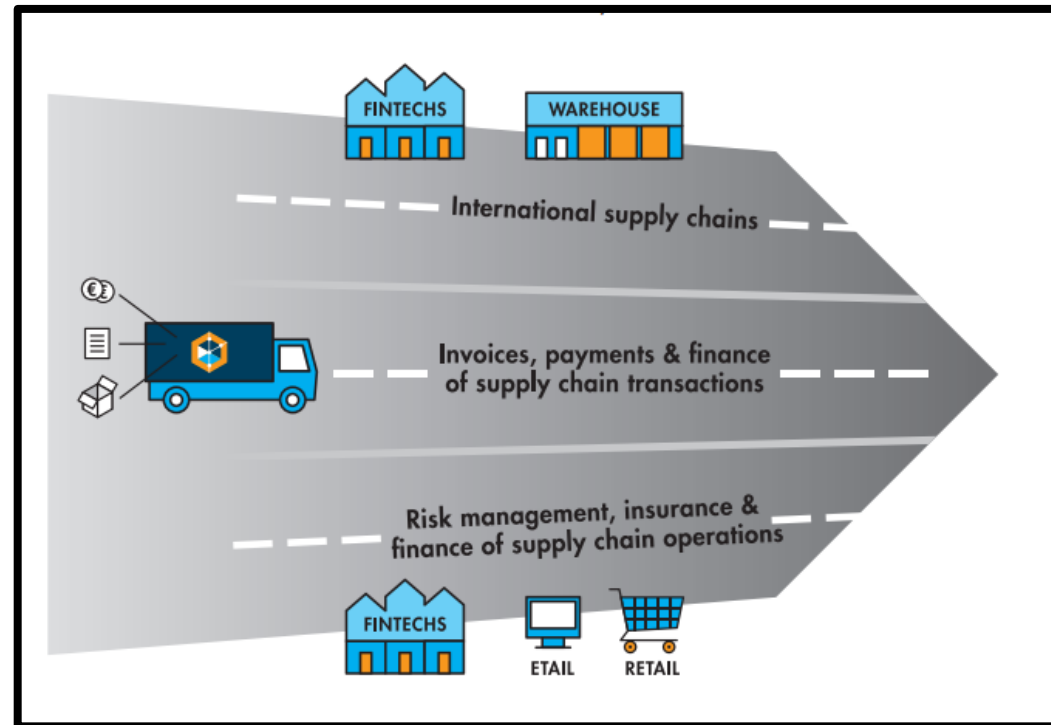 FINTECHS
WAREHOUSE
International supply chains
Invoices, payments & finance
of supply chain transactions
Risk management, insurance &
finance of supply chain operations
FINTECHS
ETAIL
RETAIL